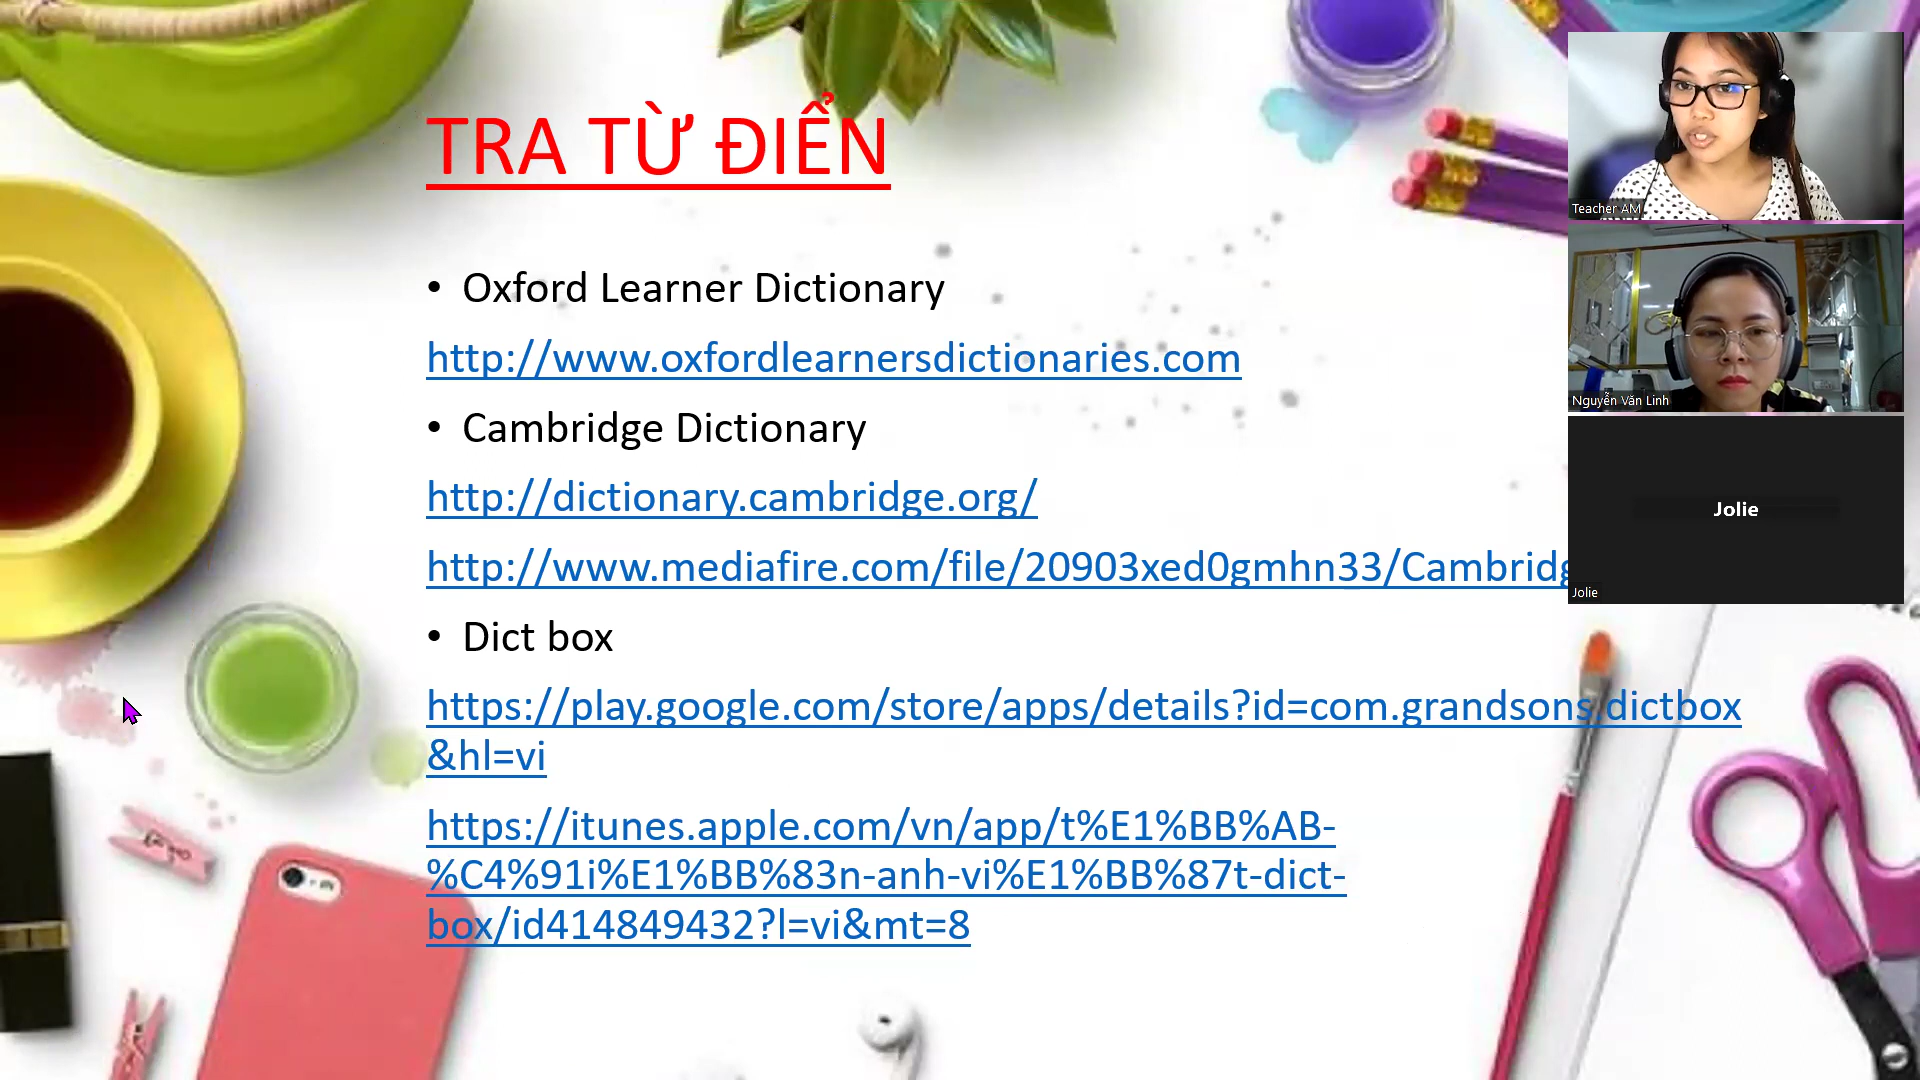 TRA TỪ ĐIỂN
• Oxford Learner Dictionary
http://www.oxfordlearnersdictionaries.com
• Cambridge Dictionary
http://dictionary.cambridge.org/
http://www.mediafire.com/file/20903xed0gmhn33/Cambridg
• Dict box
https://play.google.com/store/apps/details?id=com.grandsons.dictbox
&hl=vi
https://itunes.apple.com/vn/app/t%E1%BB%AB-
%C4%91i%E1%BB%83n-anh-vi%E1%BB%87t-dict-
box/id414849432?l=vi&mt=8
Teacher AM
Nguyễn Văn Linh
Jolie
Jolie